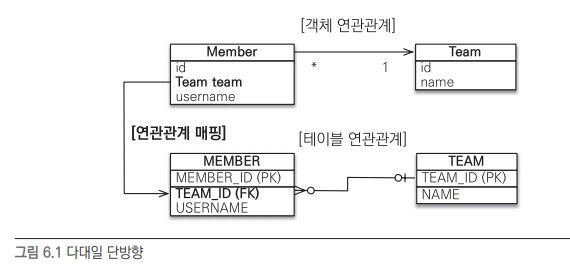 [객체 연관관계]
Member
id
Team team
username
* 1
Team
id
name
[연관관계 매핑]
[테이블 연관관계]
MEMBER
MEMBER_ID (PK)
TEAM_ID (FK)
USERNAME
TEAM
TEAM_ID (PK)
NAME
그림 6.1 다대일 단방향